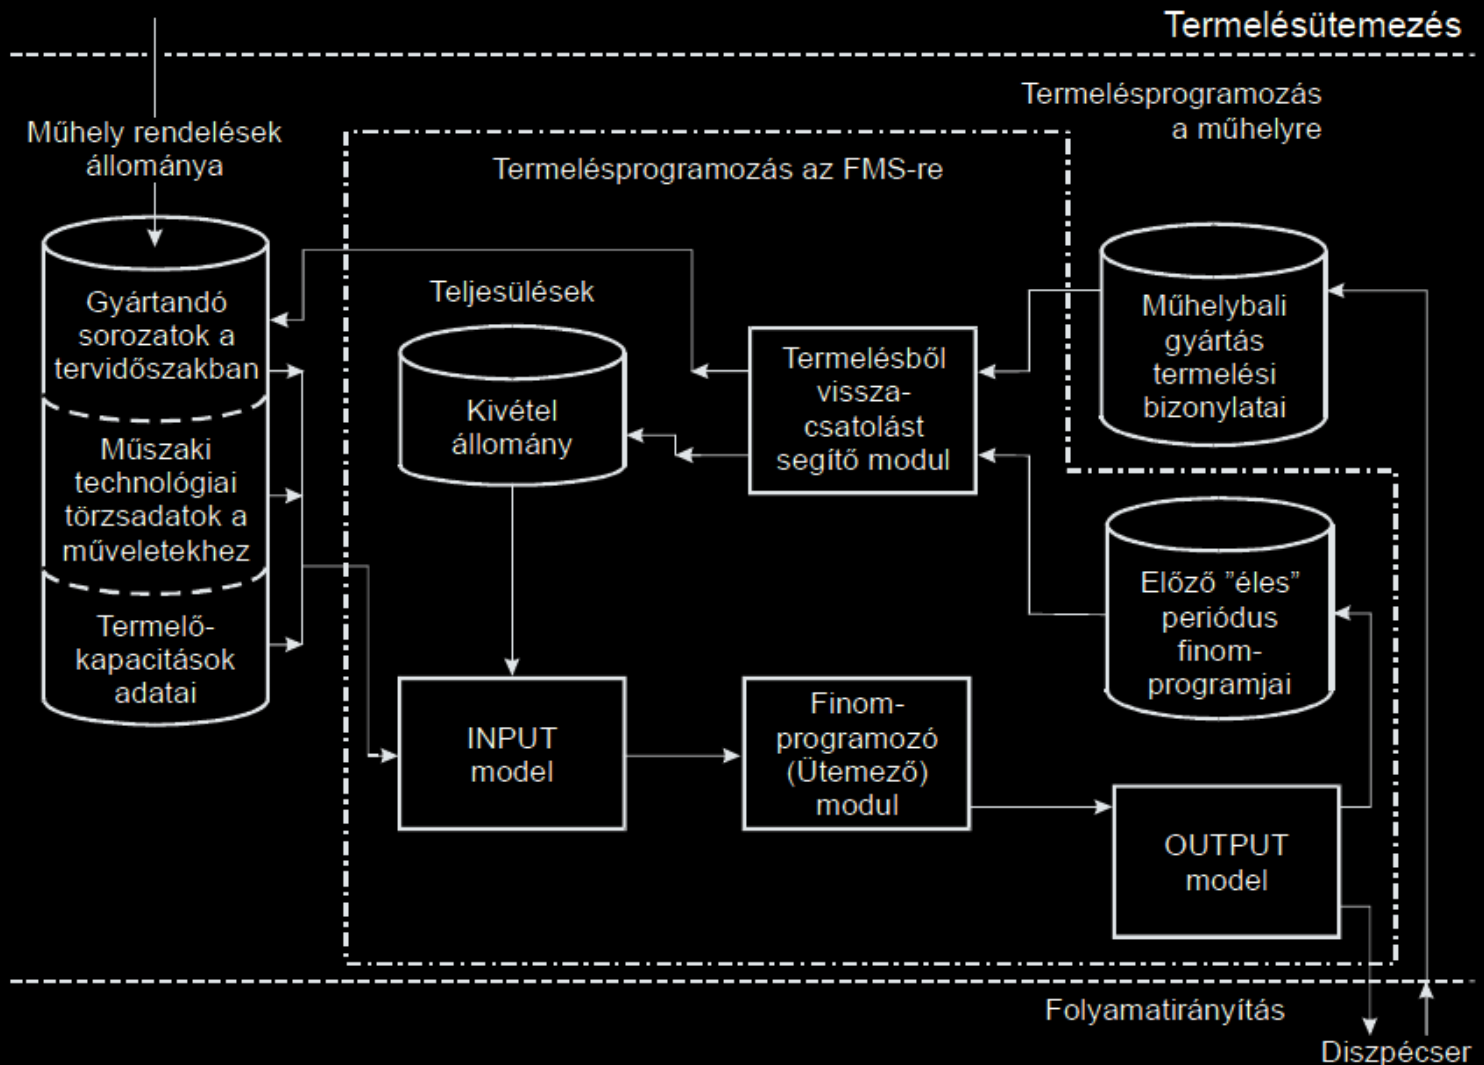 Termelésütemezés
Termelésprogramozás
a műhelyre
Műhely rendelések
állománya
Termelésprogramozás az FMS-re
Gyártandó
sorozatok a
tervidőszakban
Műszaki
technológiai
törzsadatok a
műveletekhez
Termelő-
kapacitások
adatai
Teljesülések
Kivétel
állomány
Termelésből
vissza-
csatolást
segítő modul
Műhelybali
gyártás
termelési
bizonylatai
Előző ”éles”
periódus
finom-
programjai
INPUT
model
Finom-
programozó
(Ütemező)
modul
OUTPUT
model
Folyamatirányítás
Diszpécser